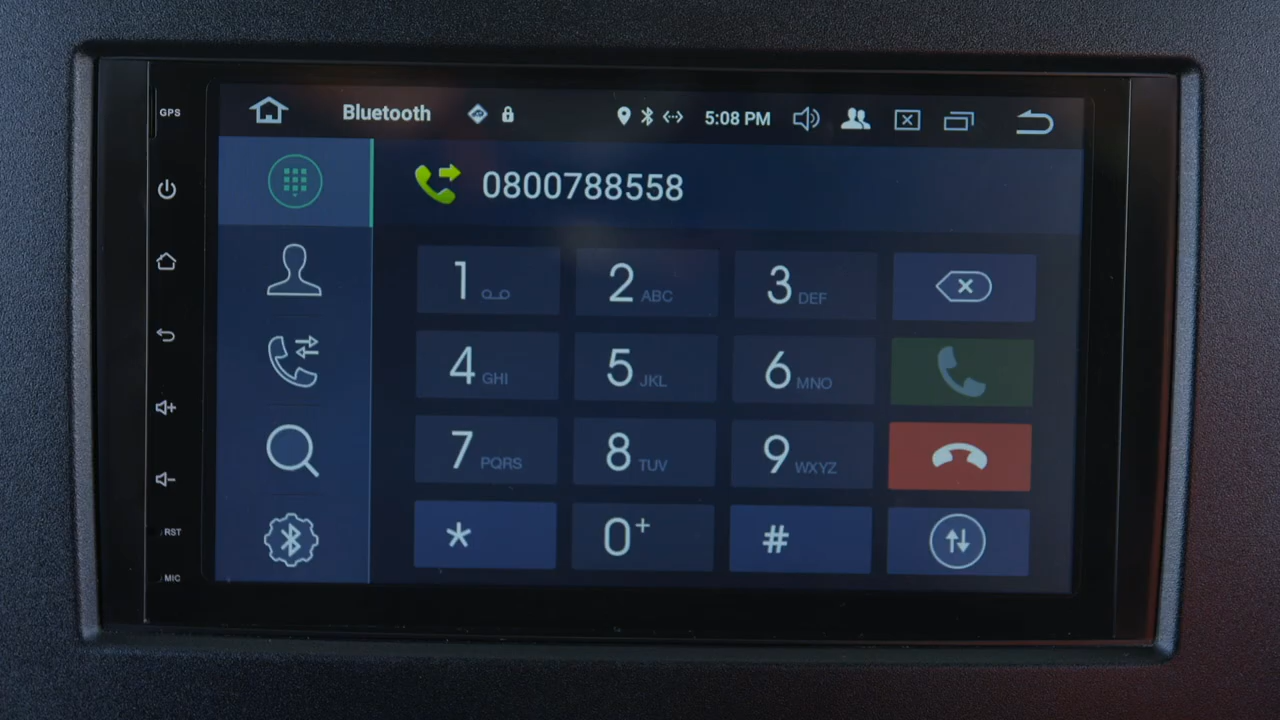 GPS
Bluetooth 5:08 PM
0800788558
1 2 ABC 3 DEF
4 GHI 5 JKL 6 MNO
7 PQRS 8 TUV 9 WXYZ
* 0+ #
RST
MIC